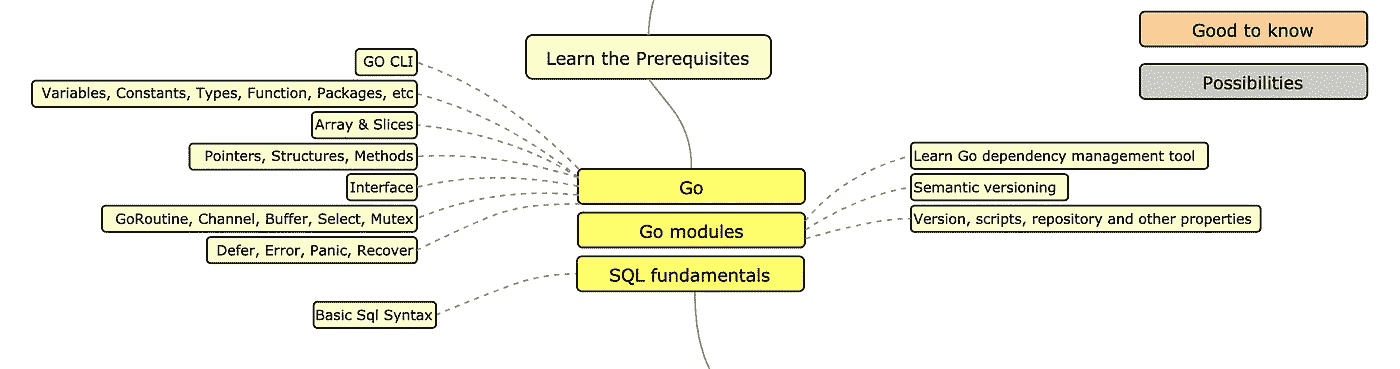 Good to know
Learn the Prerequisites
Possibilities
GO CLI
Variables, Constants, Types, Function, Packages, etc
Array & Slices
Pointers, Structures, Methods
Interface
GoRoutine, Channel, Buffer, Select, Mutex
Defer, Error, Panic, Recover
Go
Go modules
SQL fundamentals
Learn Go dependency management tool
Semantic versioning
Version, scripts, repository and other properties
Basic Sql Syntax